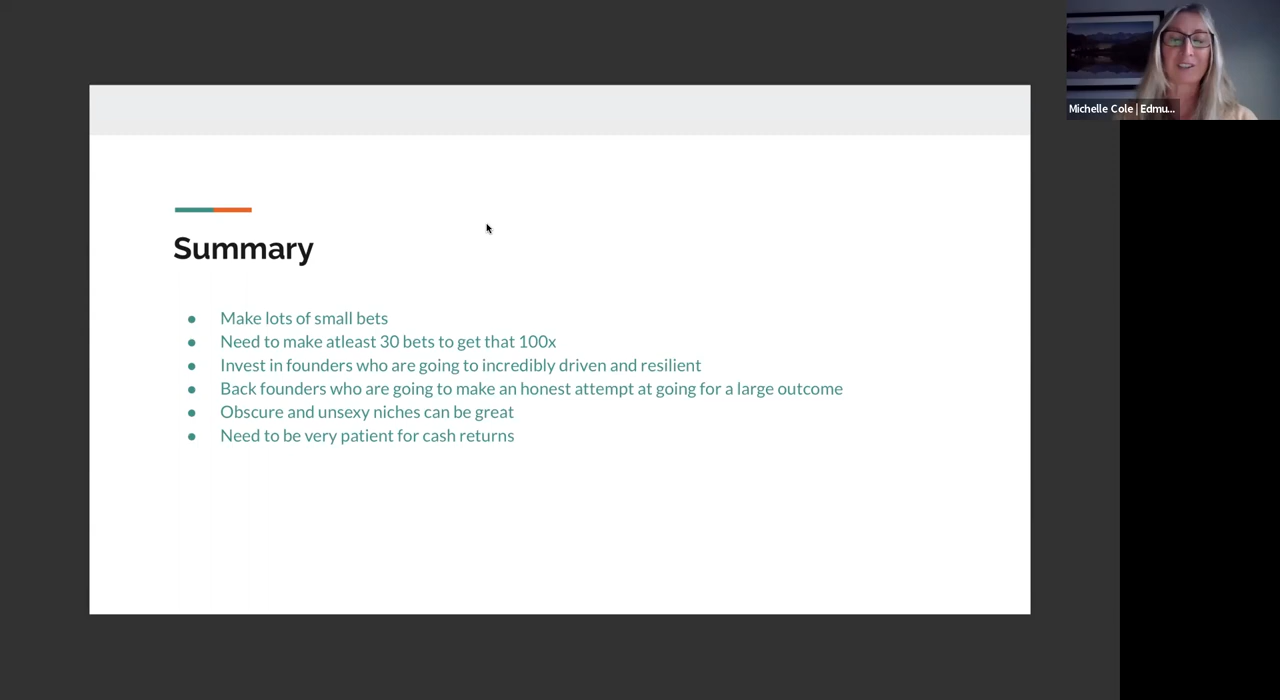 Michelle Cole | Edmu...
Summary
● Make lots of small bets
● Need to make atleast 30 bets to get that 100x
● Invest in founders who are going to incredibly driven and resilient
● Back founders who are going to make an honest attempt at going for a large outcome
● Obscure and unsexy niches can be great
● Need to be very patient for cash returns